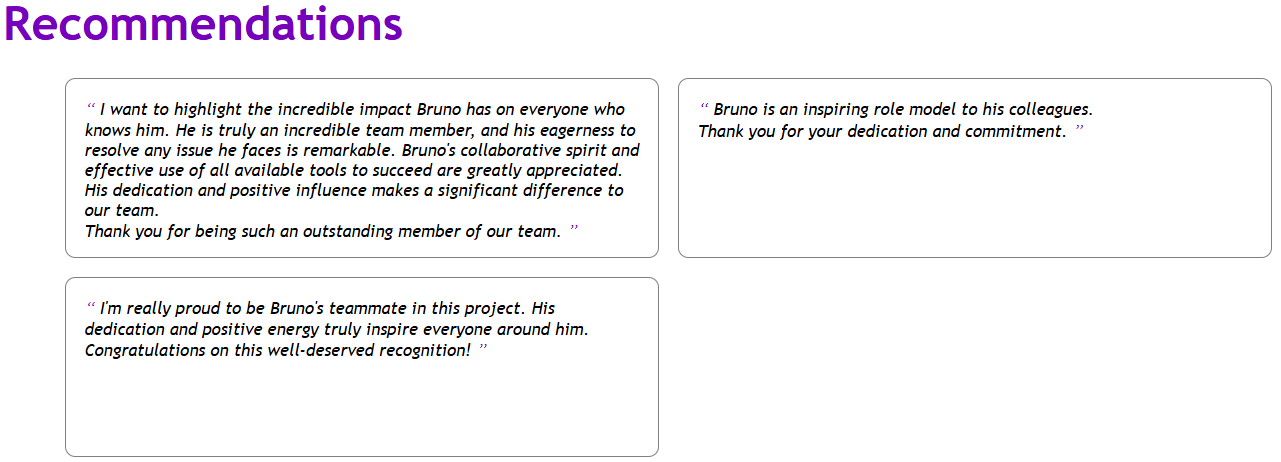 Recommendations
“ I want to highlight the incredible impact Bruno has on everyone who
knows him. He is truly an incredible team member, and his eagerness to
resolve any issue he faces is remarkable. Bruno's collaborative spirit and
effective use of all available tools to succeed are greatly appreciated.
His dedication and positive influence makes a significant difference to
our team.
Thank you for being such an outstanding member of our team. ”
“ Bruno is an inspiring role model to his colleagues.
Thank you for your dedication and commitment. ”
“ I'm really proud to be Bruno's teammate in this project. His
dedication and positive energy truly inspire everyone around him.
Congratulations on this well-deserved recognition! ”